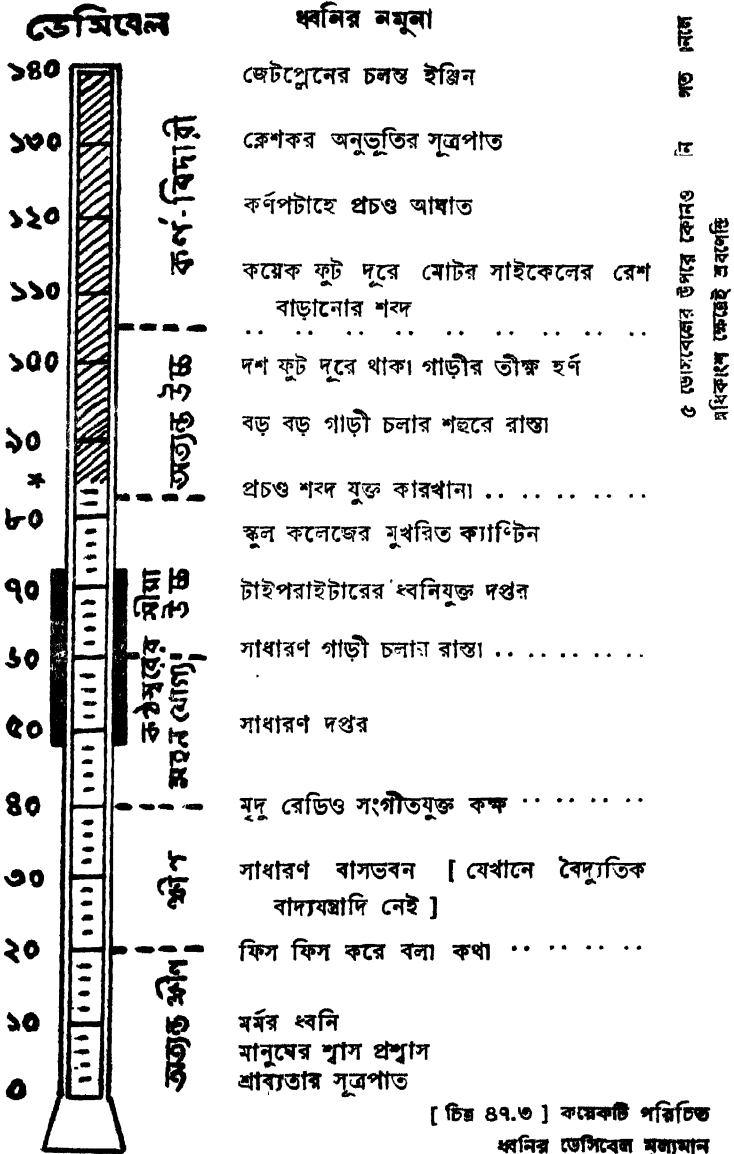 ডেসিবেল
ধ্বনির নমুনা
১৪০
জেটপ্লেনের চলন্ত ইঞ্জিন
১৩০
ক্লেশকর অনুভূতির সূত্রপাত
১২০
কর্ণপটাহে প্রচণ্ড আঘাত
১১০
কয়েক ফুট দূরে মোটর সাইকেলের রেশ
বাড়ানোর শব্দ
কর্ণ-বিদারী
১০০
দশ ফুট দূরে থাকা গাড়ীর তীক্ষ হর্ণ
৯০
বড় বড় গাড়ী চলার শহুরে রাস্তা
*
প্রচণ্ড শব্দ যুক্ত কারখানা
অত্যন্ত উচ্চ
৮০
স্কুল কলেজের মুখরিত ক্যাণ্টিন
৭০
টাইপরাইটারের ধ্বনিযুক্ত দপ্তর
উচ্চ
৬০
সাধারণ গাড়ী চলায় রাস্তা
কণ্ঠস্বরের সীমা
৫০
সাধারণ দপ্তর
সহন যোগ্য
৪০
মৃদু রেডিও সংগীতযুক্ত কক্ষ
৩০
সাধারণ বাসভবন [ যেখানে বৈদ্যুতিক
বাদ্যযন্ত্রাদি নেই ]
ক্ষীণ
২০
ফিস ফিস করে বলা কথা
১০
মর্মর ধ্বনি
মানুষের শ্বাস প্রশ্বাস
০
শ্রাব্যতার সূত্রপাত
অত্যন্ত ক্ষীণ
[ চিত্র ৪৭.৩ ] কয়েকটি পরিচিত
ধ্বনির ডেসিবেল মূল্যমান
উপরে কোনও
ক্ষেত্রেই